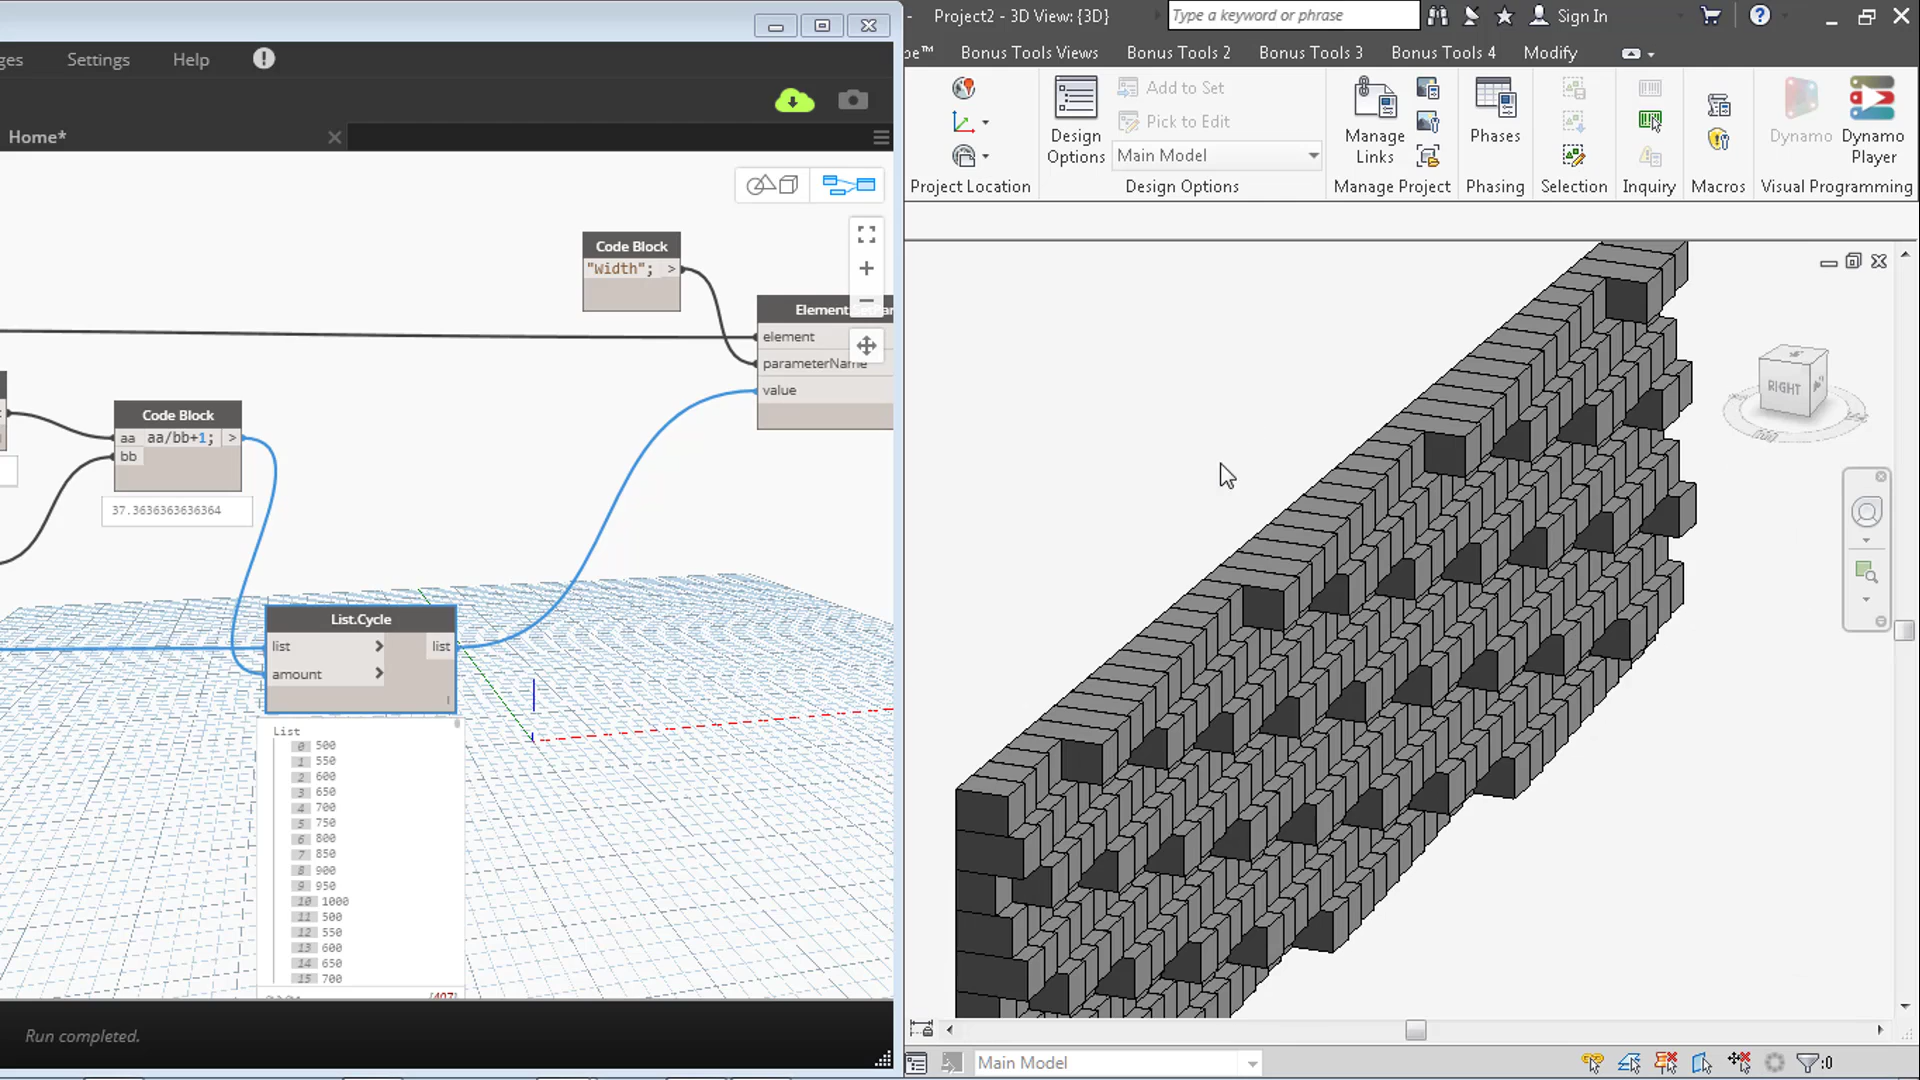 Project2 - 3D View: {3D}
Type a keyword or phrase
Sign In
ges
Settings
Help
be™
Bonus Tools Views
Bonus Tools 2
Bonus Tools 3
Bonus Tools 4
Modify
Home*
Design
Options
Add to Set
Pick to Edit
Main Model
Manage
Links
Phases
Dynamo
Dynamo
Player
Project Location
Design Options
Manage Project
Phasing
Selection
Inquiry
Macros
Visual Programming
Code Block
"Width"; >
element
parameterName
value
Code Block
aa aa/bb+1; >
bb
37.3636363636364
List.Cycle
list > list
amount >
List
0 500
1 550
2 600
3 650
4 700
5 750
6 800
7 850
8 900
9 950
10 1000
11 500
12 550
13 600
14 650
15 700
RIGHT
Run completed.
Main Model
:0